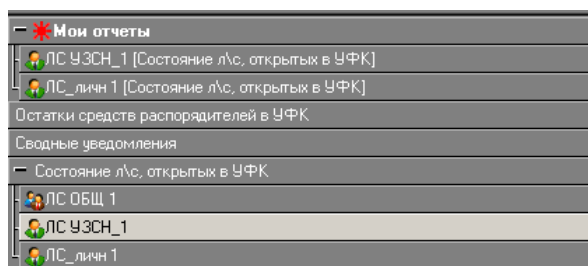 Мои отчеты
ЛС УЗСН_1 [Состояние л\с, открытых в УФК]
ЛС_личн 1 [Состояние л\с, открытых в УФК]
Остатки средств распорядителей в УФК
Сводные уведомления
Состояние л\с, открытых в УФК
ЛС ОБЩ 1
ЛС УЗСН_1
ЛС_личн 1